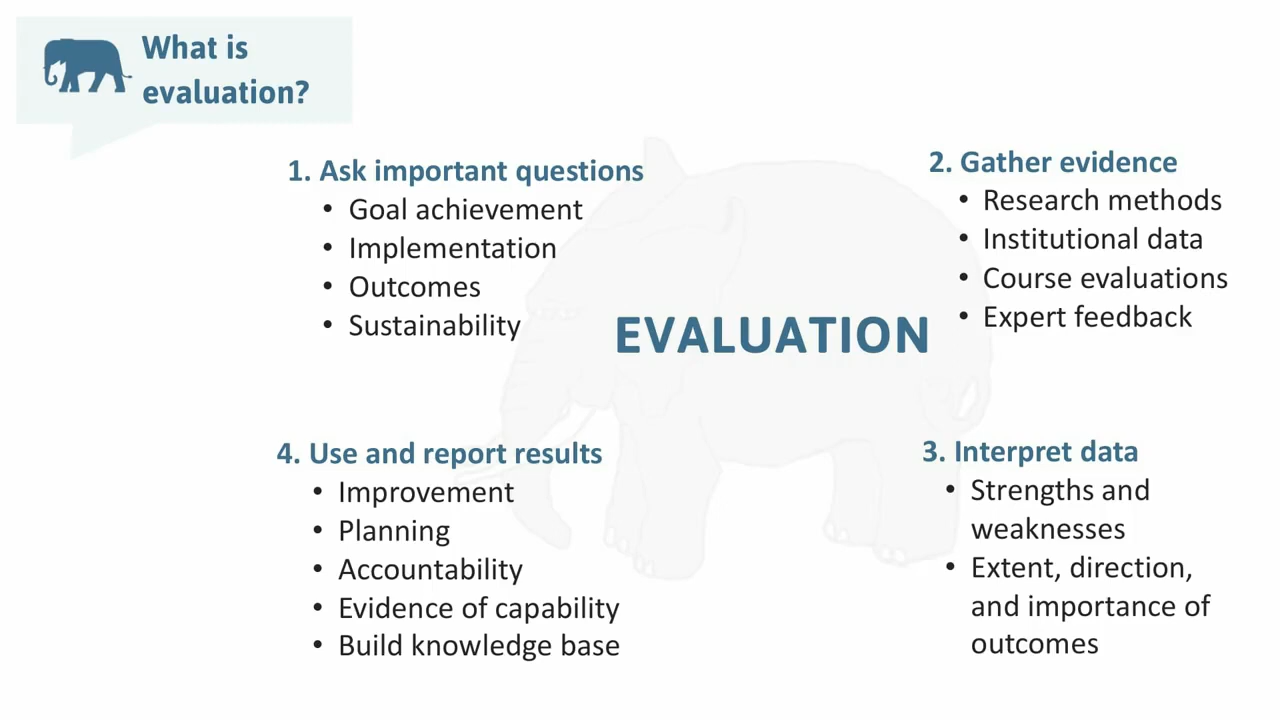 What is
evaluation?
1. Ask important questions
• Goal achievement
• Implementation
• Outcomes
• Sustainability
2. Gather evidence
• Research methods
• Institutional data
• Course evaluations
• Expert feedback
EVALUATION
3. Interpret data
• Strengths and
weaknesses
• Extent, direction,
and importance of
outcomes
4. Use and report results
• Improvement
• Planning
• Accountability
• Evidence of capability
• Build knowledge base